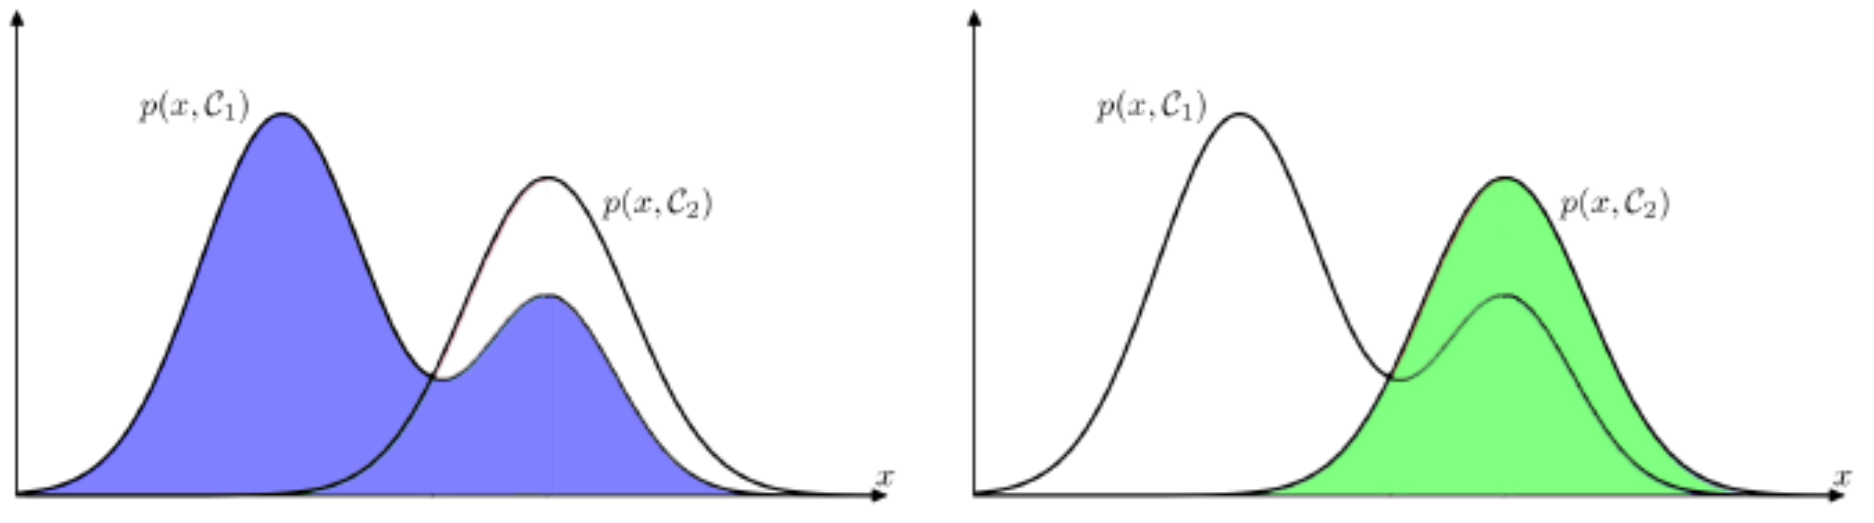 p(x, 𝒞₁)
p(x, 𝒞₂)
x
p(x, 𝒞₁)
p(x, 𝒞₂)
x